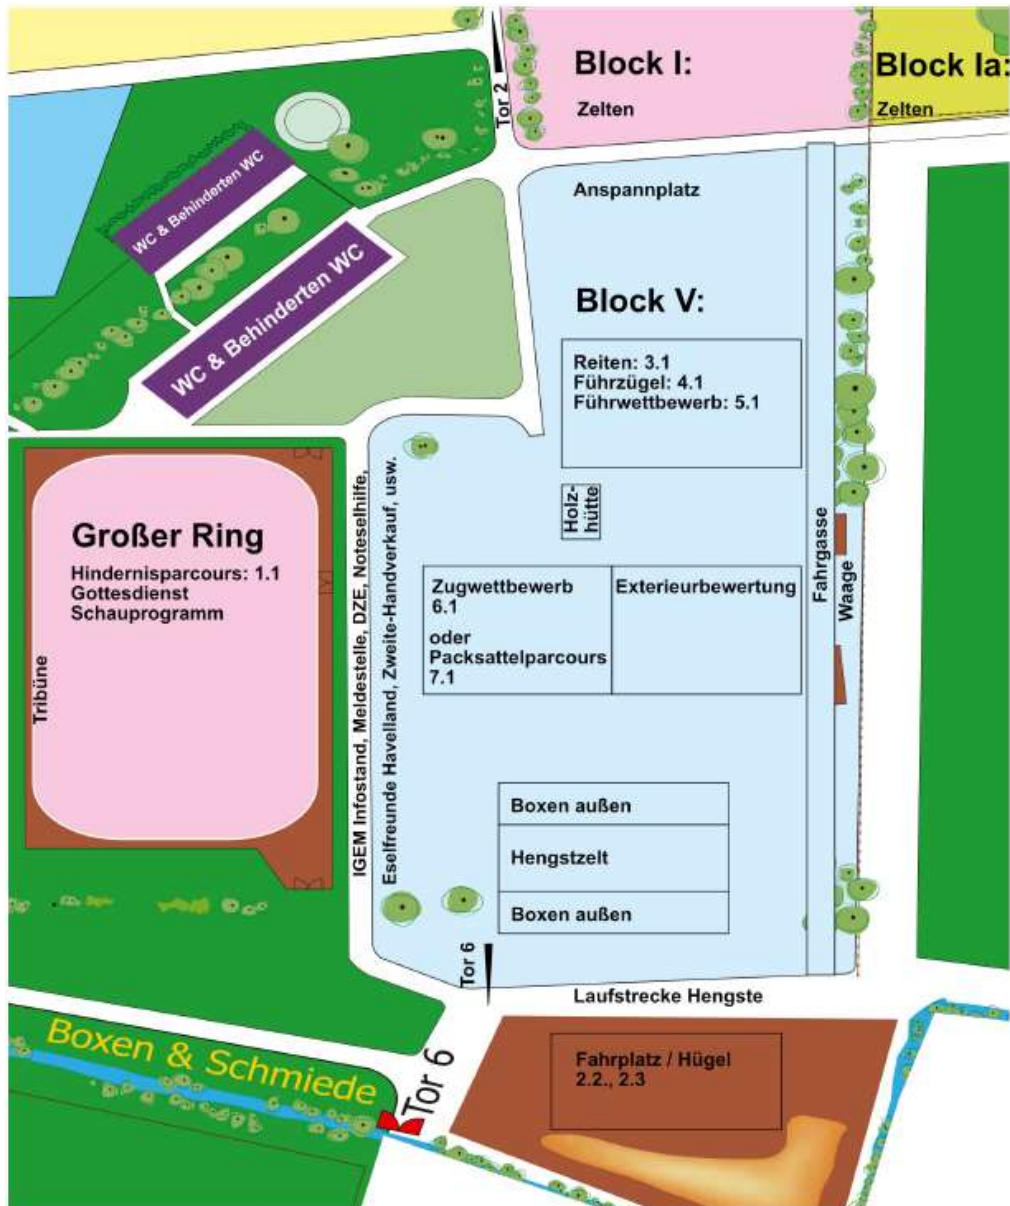 Block I:
Zelten
Block Ia:
Zelten
Tor 2
WC & Behinderten WC
WC & Behinderten WC
Anspannplatz
Block V:
Reiten: 3.1
Führzügel: 4.1
Führwettbewerb: 5.1
Holz-
hütte
Großer Ring
Hindernisparcours: 1.1
Gottesdienst
Schauprogramm
Tribüne
IGEM Infostand, Meldestelle, DZE, Noteselhilfe,
Eselfreunde Havelland, Zweite-Handverkauf, usw.
Zugwettbewerb
6.1
oder
Packsattelparcours
7.1
Exterieurbewertung
Fahrgasse
Waage
Boxen außen
Hengstzelt
Boxen außen
Tor 6
Laufstrecke Hengste
Boxen & Schmiede
Tor 6
Fahrplatz / Hügel
2.2., 2.3